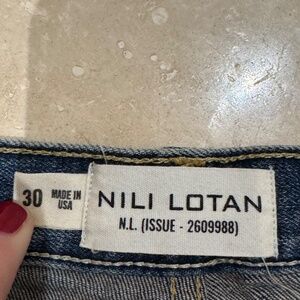 30
MADE IN
USA
NILI LOTAN
N.L. (ISSUE - 2609988)